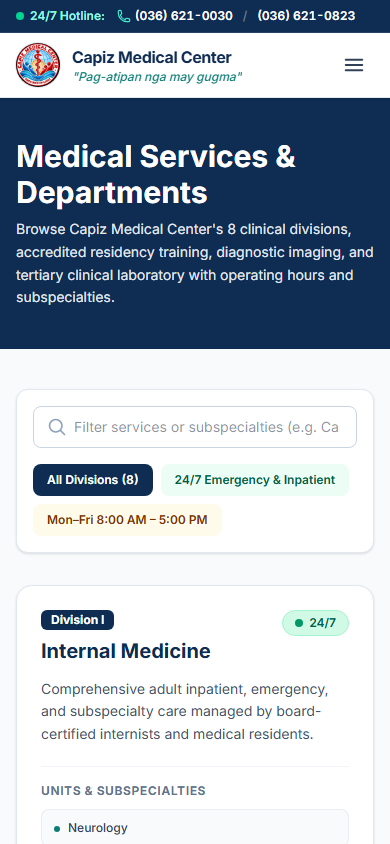 24/7 Hotline: (036) 621-0030 / (036) 621-0823
Capiz Medical Center
"Pag-atipan nga may gugma"
Medical Services &
Departments
Browse Capiz Medical Center's 8 clinical divisions,
accredited residency training, diagnostic imaging, and
tertiary clinical laboratory with operating hours and
subspecialties.
Filter services or subspecialties (e.g. Ca
All Divisions (8)
24/7 Emergency & Inpatient
Mon–Fri 8:00 AM – 5:00 PM
Division I
24/7
Internal Medicine
Comprehensive adult inpatient, emergency,
and subspecialty care managed by board-
certified internists and medical residents.
UNITS & SUBSPECIALTIES
Neurology